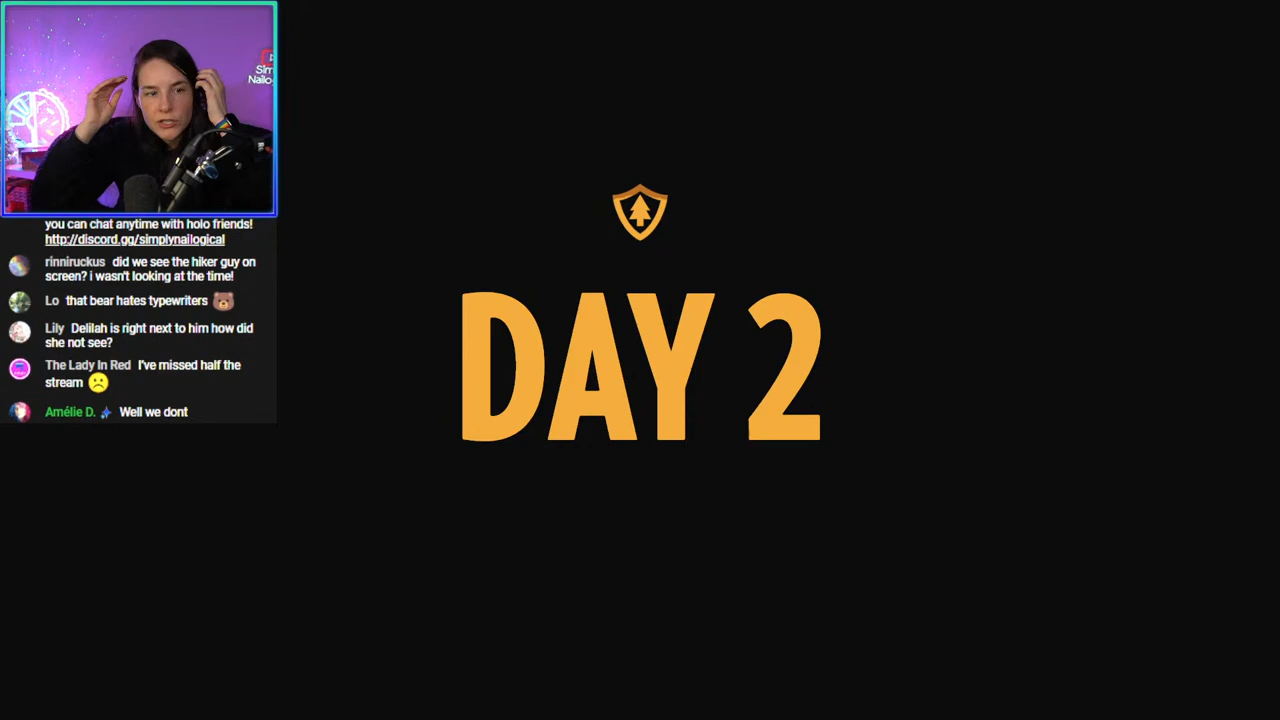 Sim
Nailo
you can chat anytime with holo friends!
http://discord.gg/simplynailogical
rinniruckus did we see the hiker guy on
screen? i wasn't looking at the time!
Lo that bear hates typewriters
Lily Delilah is right next to him how did
she not see?
The Lady In Red I've missed half the
stream
Amélie D. Well we dont
DAY 2